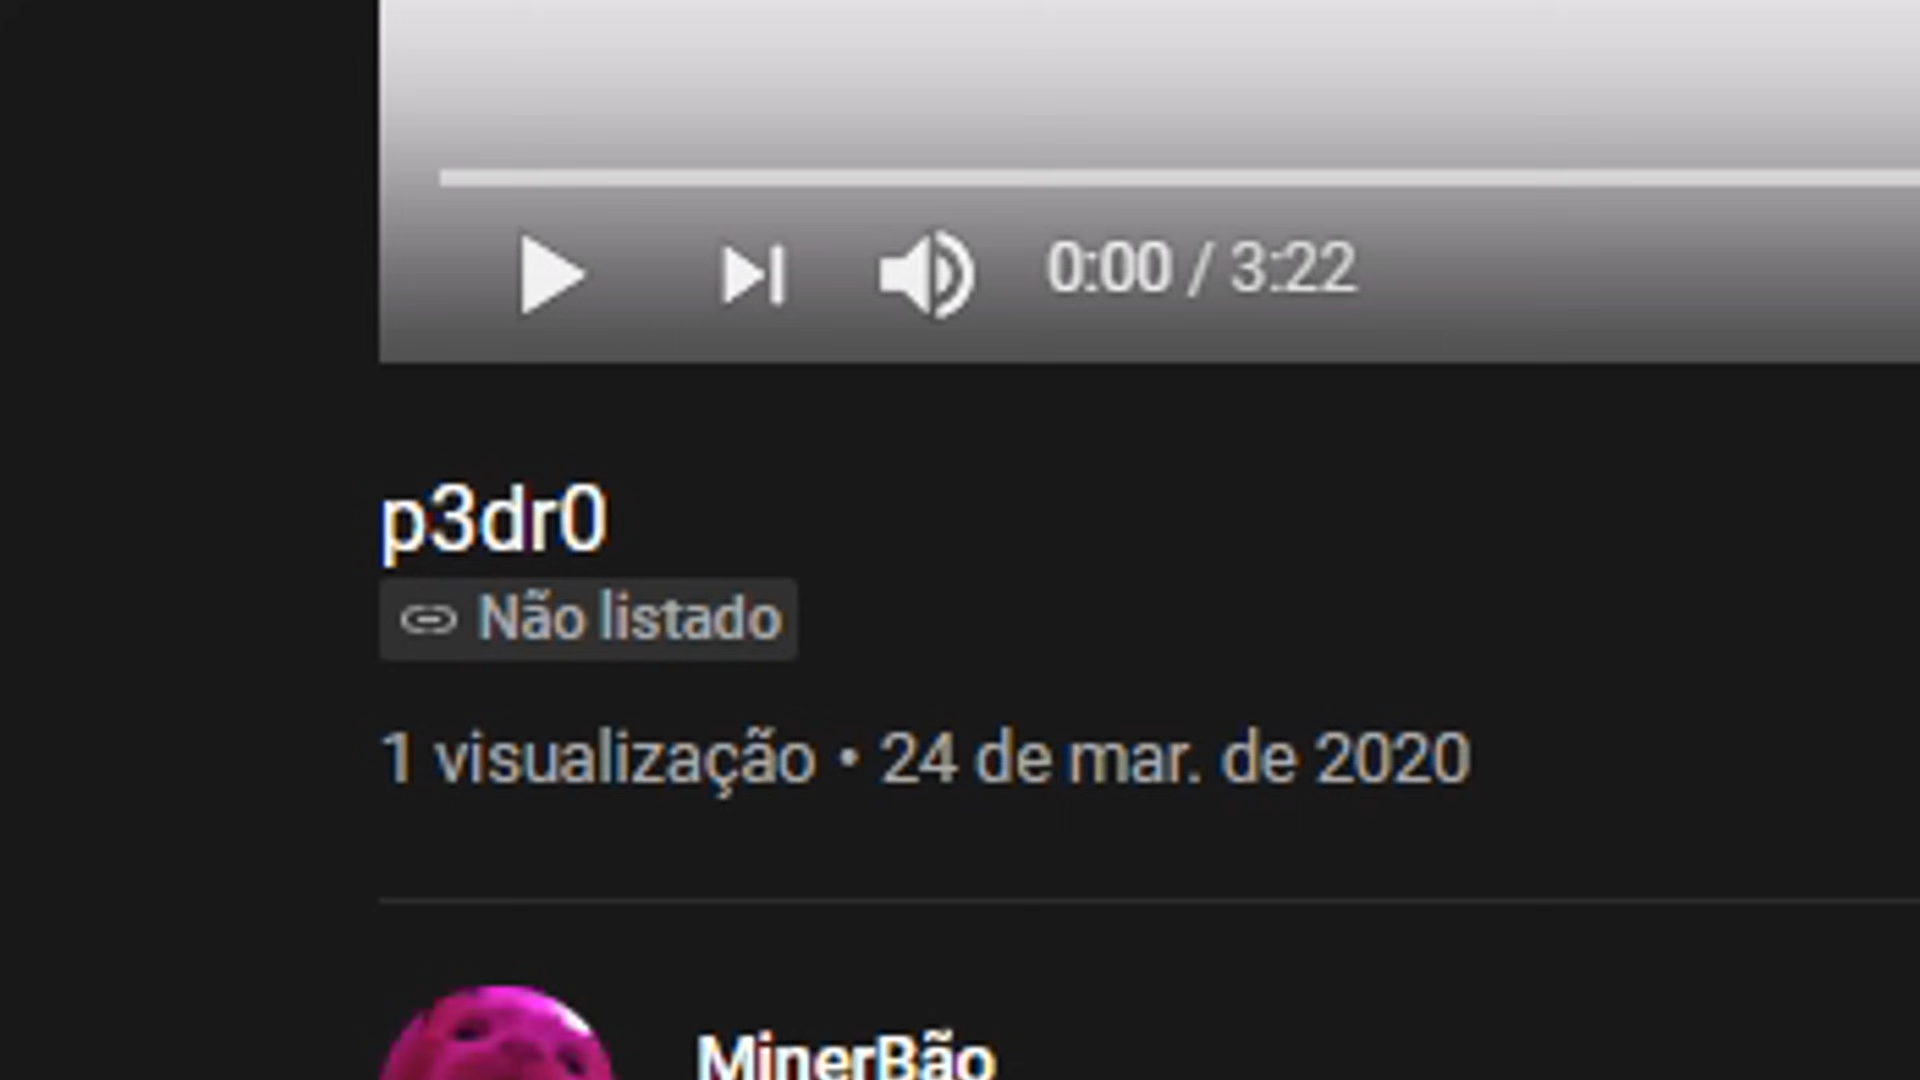 0:00 / 3:22
p3dr0
Não listado
1 visualização • 24 de mar. de 2020
MinerBão